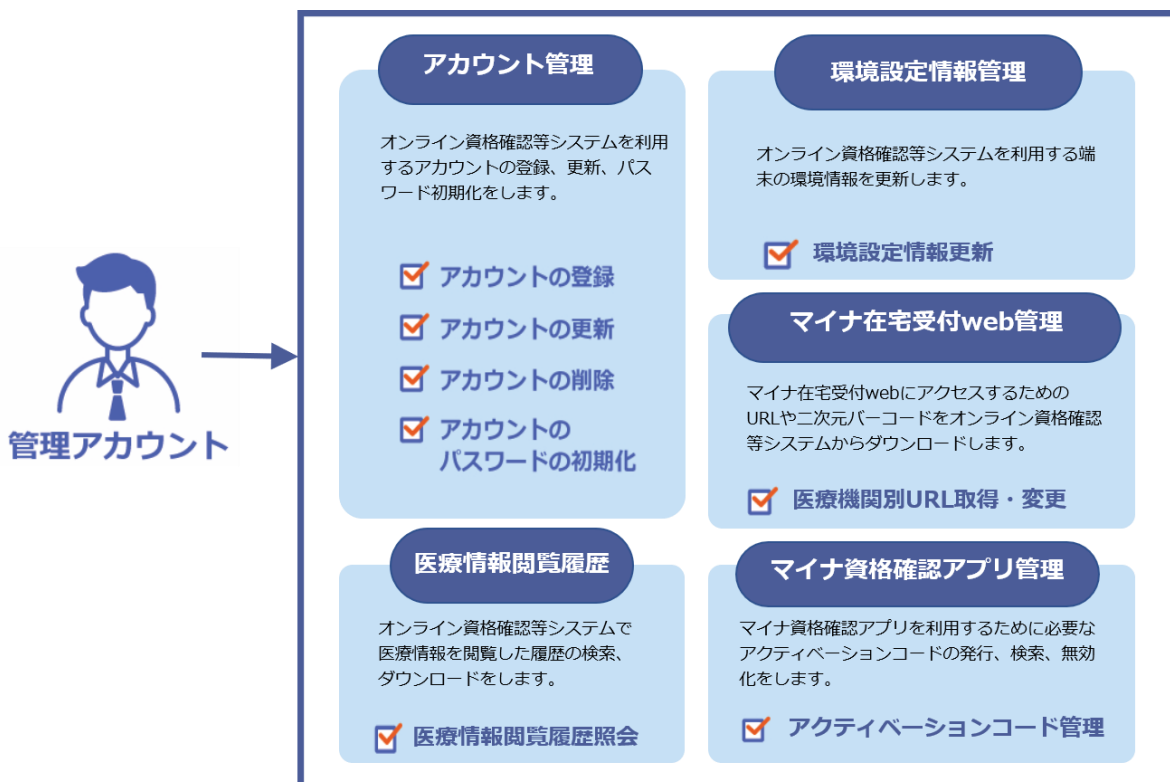 管理アカウント
アカウント管理
オンライン資格確認等システムを利用
するアカウントの登録、更新、パス
ワード初期化をします。
アカウントの登録
アカウントの更新
アカウントの削除
アカウントの
パスワードの初期化
環境設定情報管理
オンライン資格確認等システムを利用する端
末の環境情報を更新します。
環境設定情報更新
マイナ在宅受付web管理
マイナ在宅受付webにアクセスするための
URLや二次元バーコードをオンライン資格確認
等システムからダウンロードします。
医療機関別URL取得・変更
医療情報閲覧履歴
オンライン資格確認等システムで
医療情報を閲覧した履歴の検索、
ダウンロードをします。
医療情報閲覧履歴照会
マイナ資格確認アプリ管理
マイナ資格確認アプリを利用するために必要な
アクティベーションコードの発行、検索、無効
化をします。
アクティベーションコード管理